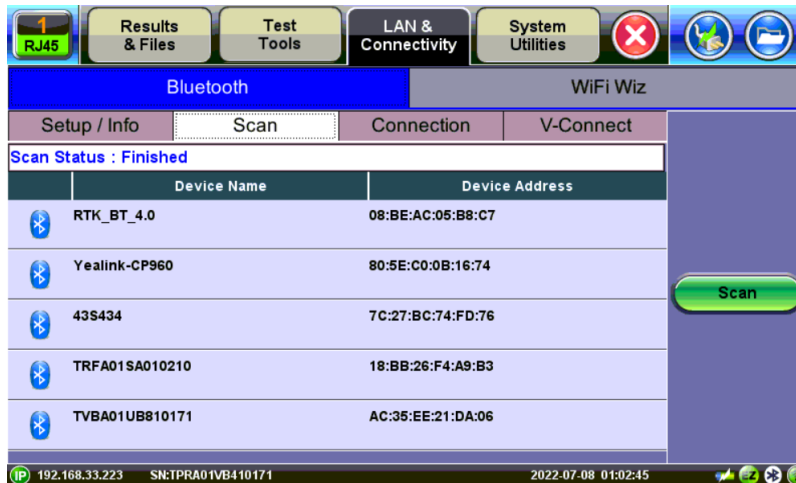 1
RJ45
Results
& Files
Test
Tools
LAN &
Connectivity
System
Utilities
Bluetooth
WiFi Wiz
Setup / Info
Scan
Connection
V-Connect
Scan Status : Finished
Device Name
Device Address
RTK_BT_4.0
08:BE:AC:05:B8:C7
Yealink-CP960
80:5E:C0:0B:16:74
Scan
43S434
7C:27:BC:74:FD:76
TRFA01SA010210
18:BB:26:F4:A9:B3
TVBA01UB810171
AC:35:EE:21:DA:06
IP 192.168.33.223
SN:TPRA01VB410171
2022-07-08 01:02:45
EZ